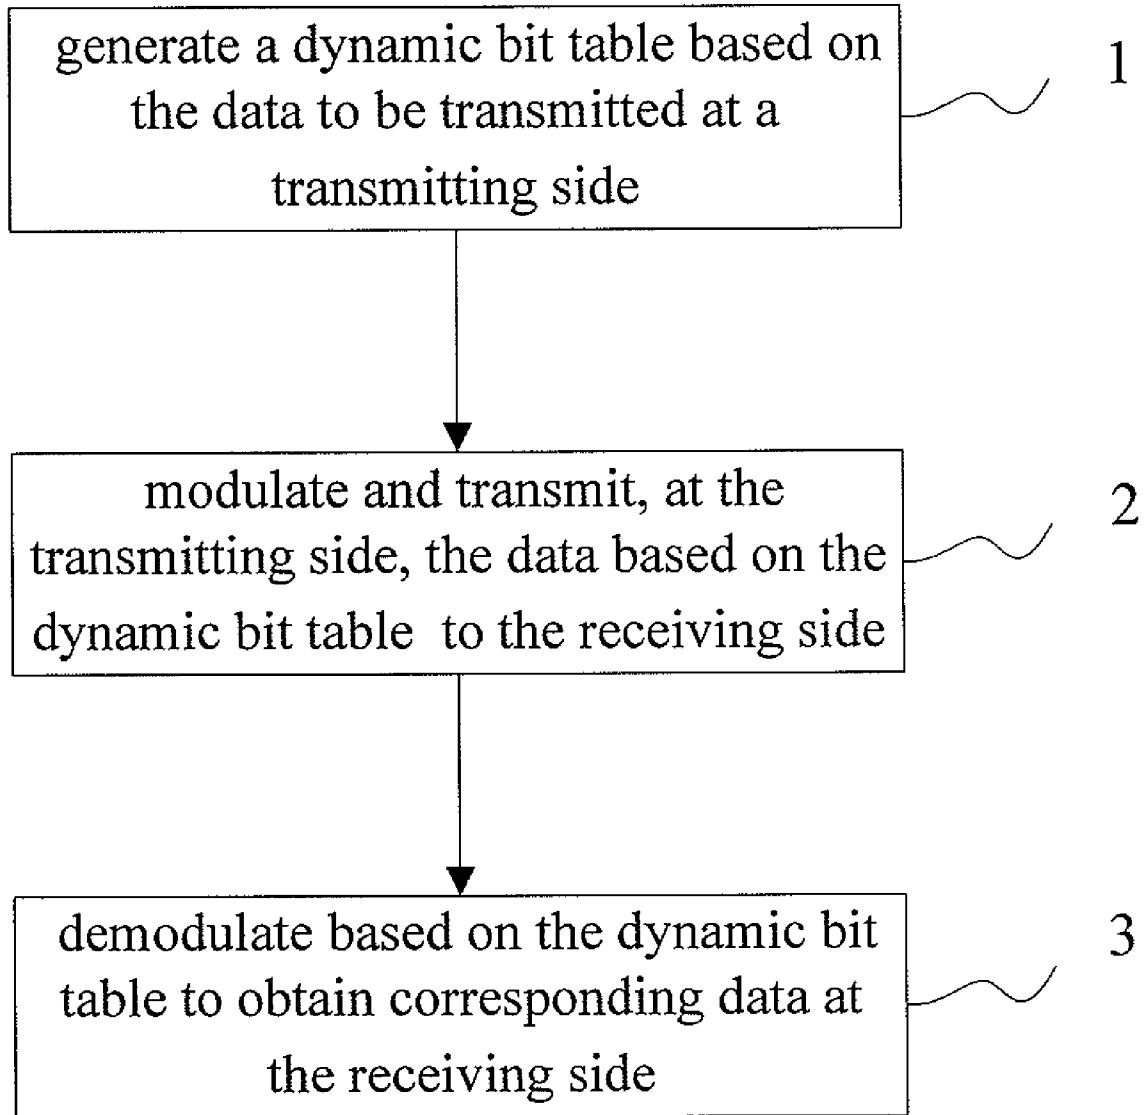 generate a dynamic bit table based on
the data to be transmitted at a
transmitting side
1
modulate and transmit, at the
transmitting side, the data based on the
dynamic bit table to the receiving side
2
demodulate based on the dynamic bit
table to obtain corresponding data at
the receiving side
3